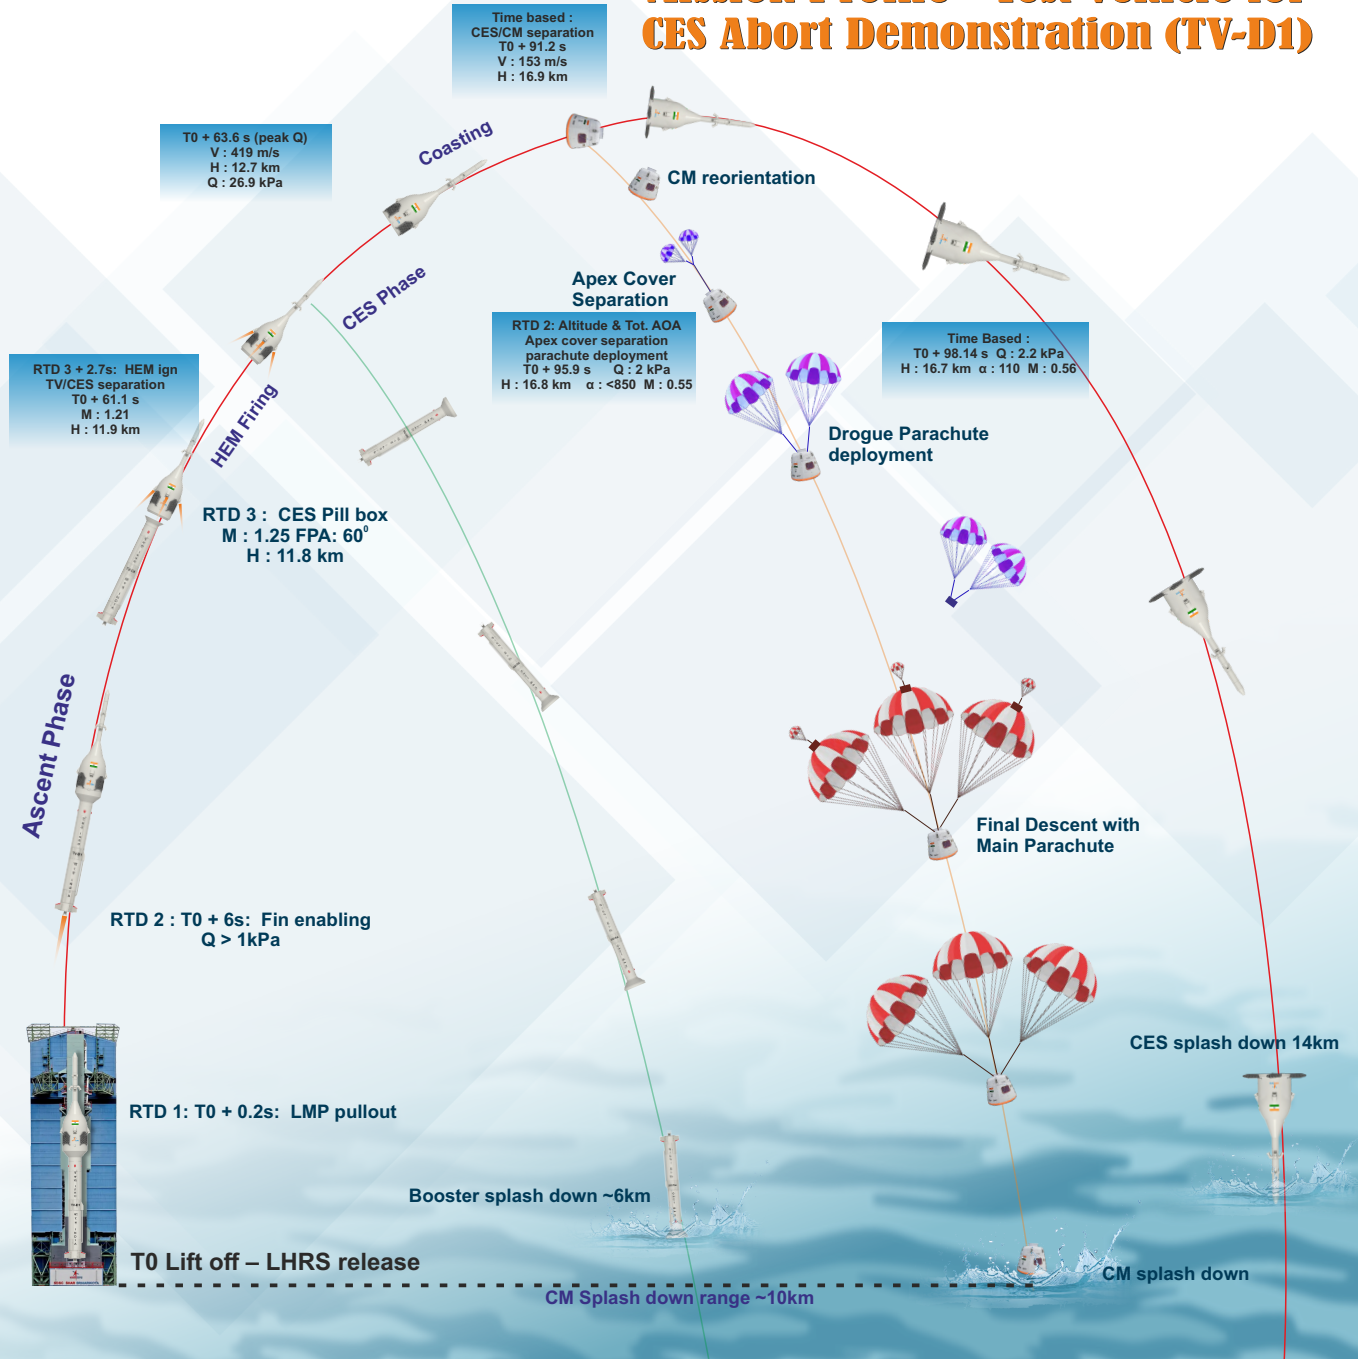 Mission Profile – Test Vehicle for
CES Abort Demonstration (TV-D1)
Time based :
CES/CM separation
T0 + 91.2 s
V : 153 m/s
H : 16.9 km
T0 + 63.6 s (peak Q)
V : 419 m/s
H : 12.7 km
Q : 26.9 kPa
Coasting
CM reorientation
CES Phase
Apex Cover
Separation
RTD 2: Altitude & Tot. AOA
Apex cover separation
parachute deployment
T0 + 95.9 s Q : 2 kPa
H : 16.8 km α : <850 M : 0.55
Time Based :
T0 + 98.14 s Q : 2.2 kPa
H : 16.7 km α : 110 M : 0.56
RTD 3 + 2.7s: HEM ign
TV/CES separation
T0 + 61.1 s
M : 1.21
H : 11.9 km
HEM Firing
Drogue Parachute
deployment
RTD 3 : CES Pill box
M : 1.25 FPA: 60⁰
H : 11.8 km
Ascent Phase
Final Descent with
Main Parachute
RTD 2 : T0 + 6s: Fin enabling
Q > 1kPa
CES splash down 14km
RTD 1: T0 + 0.2s: LMP pullout
Booster splash down ~6km
T0 Lift off – LHRS release
CM splash down
CM Splash down range ~10km